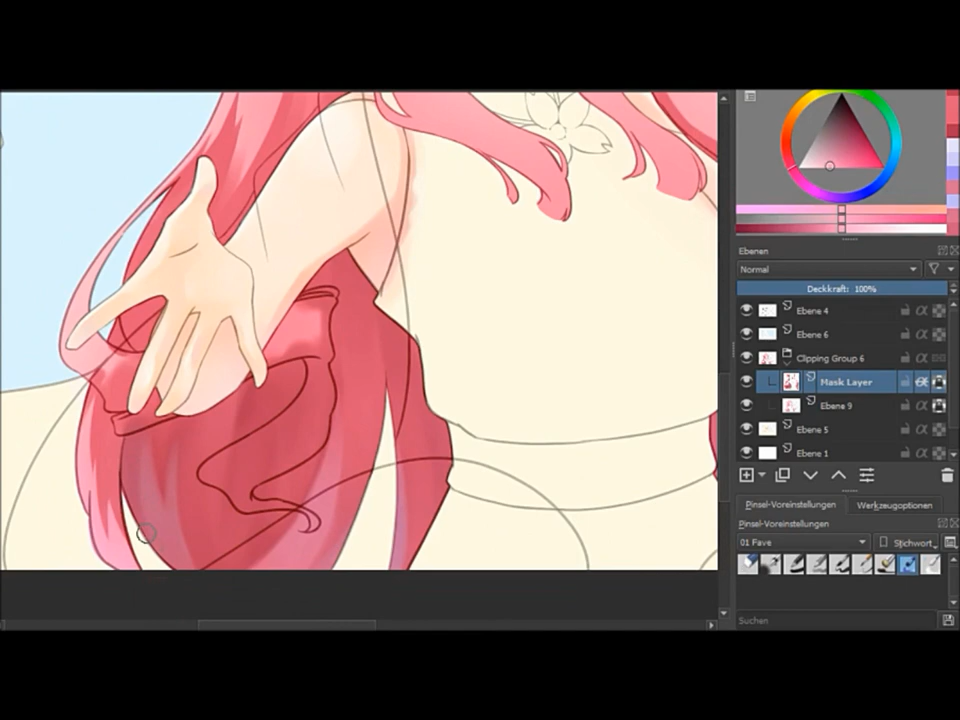 Ebenen
Normal
Deckkraft: 100%
Ebene 4
Ebene 6
Clipping Group 6
Mask Layer
Ebene 9
Ebene 5
Ebene 1
Pinsel-Voreinstellungen
Werkzeugoptionen
Pinsel-Voreinstellungen
01 Fave
Stichwort
Suchen